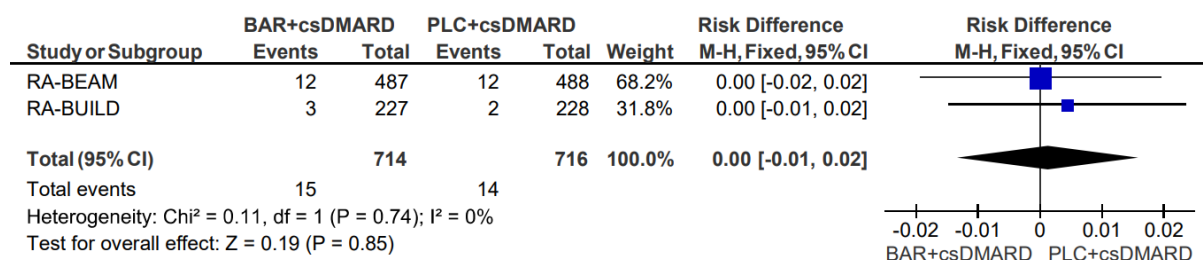 BAR+csDMARD PLC+csDMARD Risk Difference Risk Difference
Study or Subgroup Events Total Events Total Weight M-H, Fixed, 95% CI M-H, Fixed, 95% CI
RA-BEAM 12 487 12 488 68.2% 0.00 [-0.02, 0.02]
RA-BUILD 3 227 2 228 31.8% 0.00 [-0.01, 0.02]
Total (95% CI) 714 716 100.0% 0.00 [-0.01, 0.02]
Total events 15 14
Heterogeneity: Chi² = 0.11, df = 1 (P = 0.74); I² = 0%
Test for overall effect: Z = 0.19 (P = 0.85)
-0.02 -0.01 0 0.01 0.02
BAR+csDMARD PLC+csDMARD